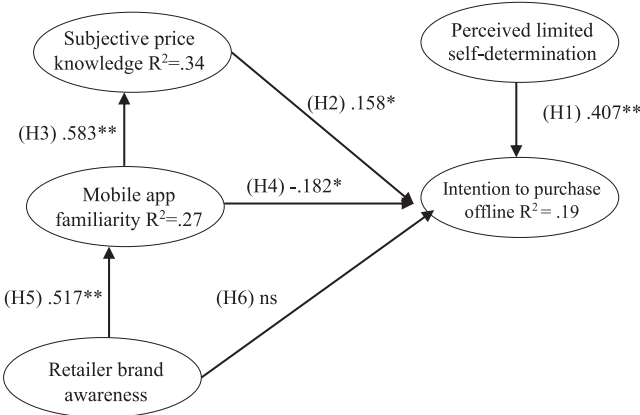 Subjective price
knowledge R²=.34
Perceived limited
self-determination
(H2) .158*
(H1) .407**
(H3) .583**
(H4) -.182*
Mobile app
familiarity R²=.27
Intention to purchase
offline R² = .19
(H5) .517**
(H6) ns
Retailer brand
awareness